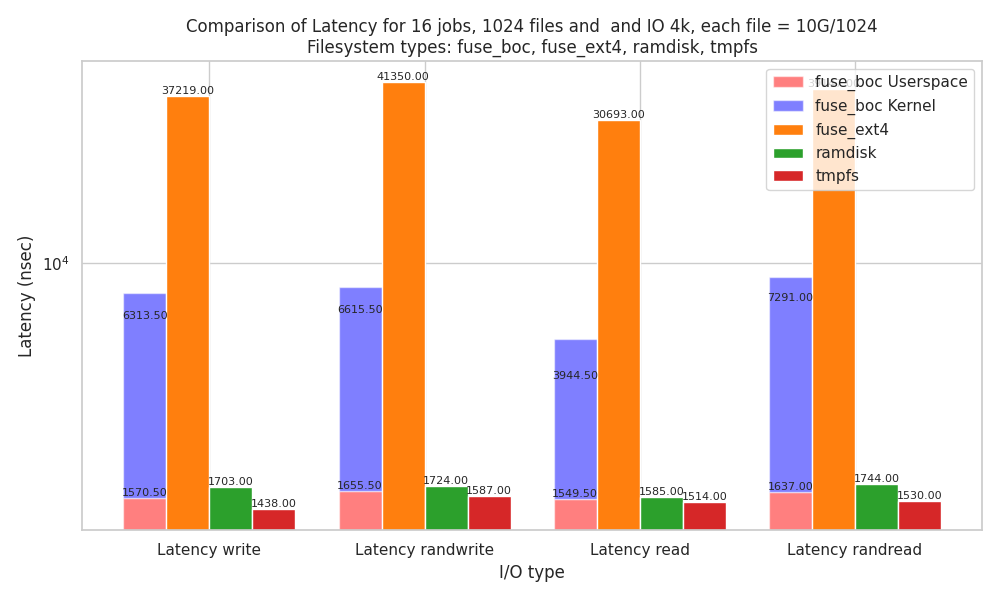 Comparison of Latency for 16 jobs, 1024 files and  and IO 4k, each file = 10G/1024
Filesystem types: fuse_boc, fuse_ext4, ramdisk, tmpfs
Latency (nsec)
10^4
37219.00
41350.00
30693.00
6313.50
6615.50
3944.50
7291.00
1570.50
1703.00
1438.00
1655.50
1724.00
1587.00
1549.50
1585.00
1514.00
1637.00
1744.00
1530.00
fuse_boc Userspace
fuse_boc Kernel
fuse_ext4
ramdisk
tmpfs
Latency write
Latency randwrite
Latency read
Latency randread
I/O type